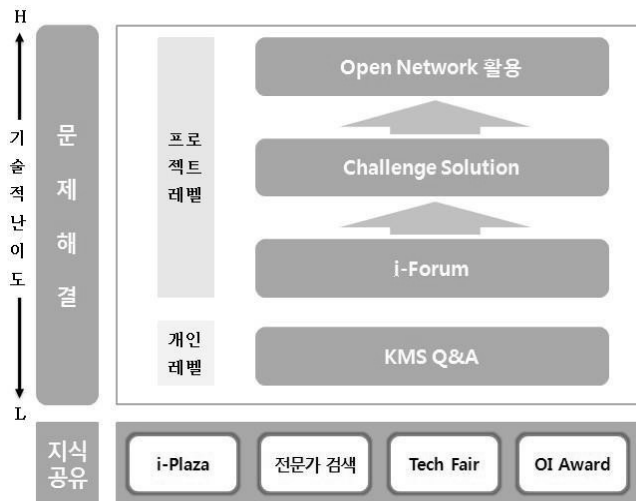 H
기술적난이도
L
문제해결
프로
젝트
레벨
개인
레벨
Open Network 활용
Challenge Solution
i-Forum
KMS Q&A
지식
공유
i-Plaza
전문가 검색
Tech Fair
OI Award